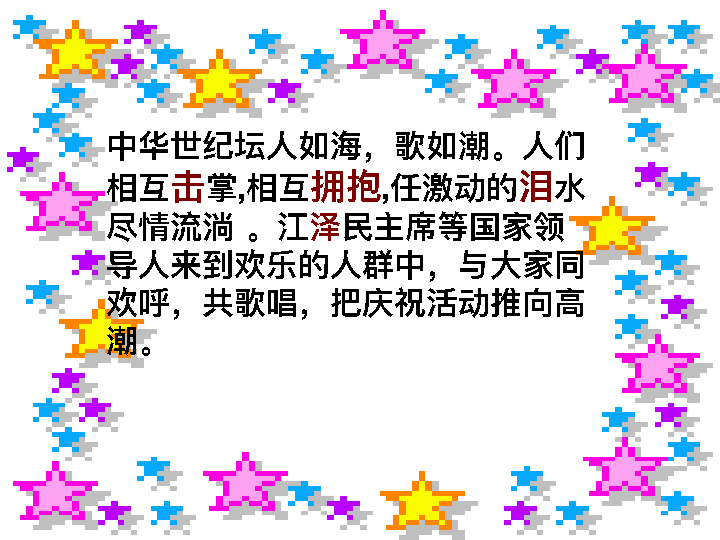 中华世纪坛人如海，歌如潮。人们
相互击掌,相互拥抱,任激动的泪水
尽情流淌 。江泽民主席等国家领
导人来到欢乐的人群中，与大家同
欢呼，共歌唱，把庆祝活动推向高
潮。